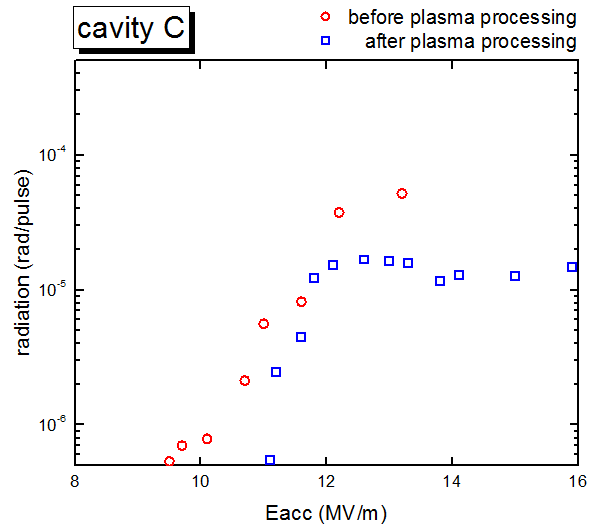 cavity C
before plasma processing
after plasma processing
radiation (rad/pulse)
10^-4
10^-5
10^-6
8 10 12 14 16
Eacc (MV/m)